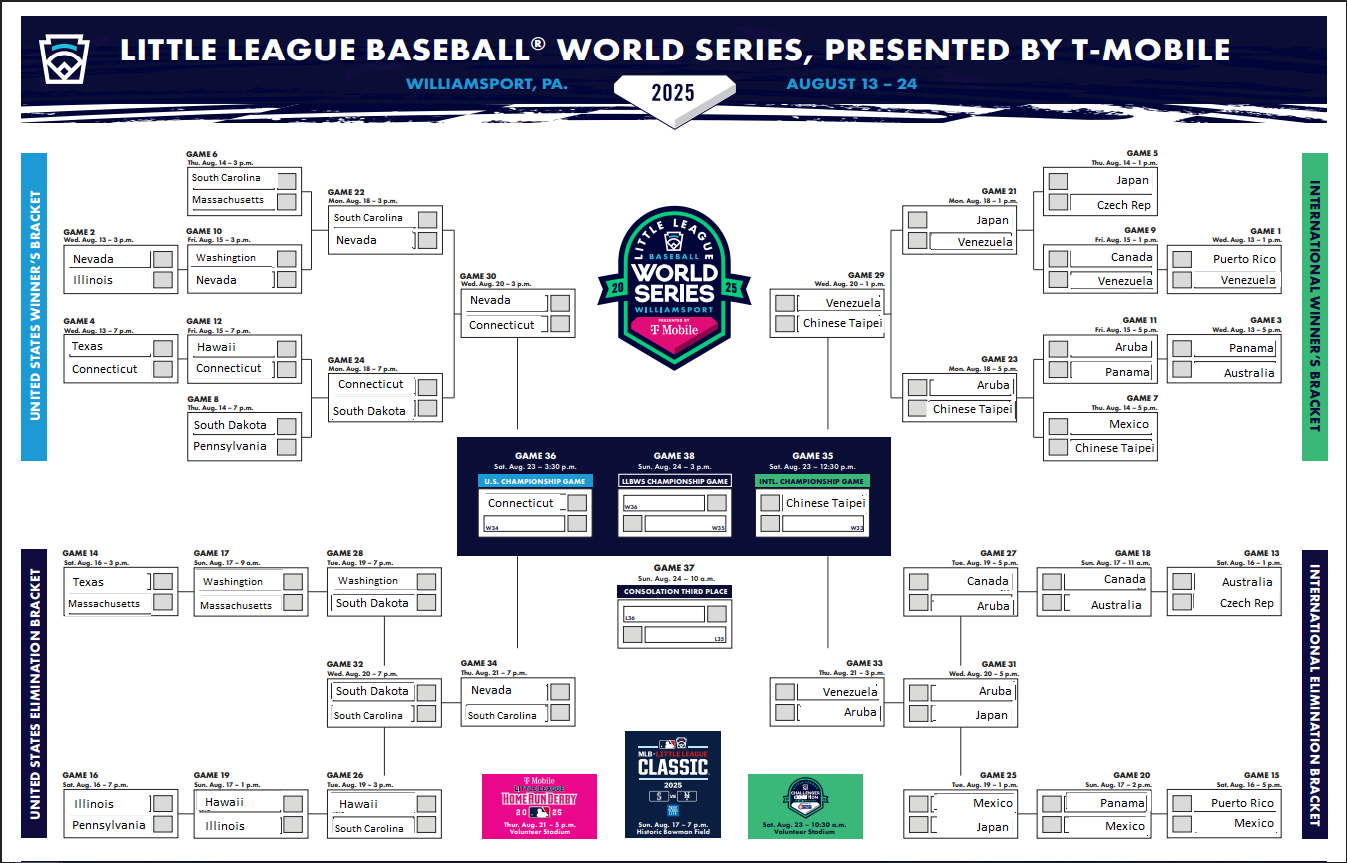 LITTLE LEAGUE BASEBALL® WORLD SERIES, PRESENTED BY T-MOBILE
WILLIAMSPORT, PA.
2025
AUGUST 13 – 24
UNITED STATES WINNER'S BRACKET
GAME 6
Thu. Aug. 14 – 3 p.m.
South Carolina
Massachusetts
GAME 22
Mon. Aug. 18 – 3 p.m.
South Carolina
Nevada
GAME 2
Wed. Aug. 13 – 3 p.m.
Nevada
Illinois
GAME 10
Fri. Aug. 15 – 3 p.m.
Washington
Nevada
GAME 30
Wed. Aug. 20 – 3 p.m.
Nevada
Connecticut
GAME 4
Wed. Aug. 13 – 7 p.m.
Texas
Connecticut
GAME 12
Fri. Aug. 15 – 7 p.m.
Hawaii
Connecticut
GAME 24
Mon. Aug. 18 – 7 p.m.
Connecticut
South Dakota
GAME 8
Thu. Aug. 14 – 7 p.m.
South Dakota
Pennsylvania
LITTLE LEAGUE
BASEBALL
WORLD
SERIES
20
25
WILLIAMSPORT
PRESENTED BY
T Mobile
INTERNATIONAL WINNER'S BRACKET
GAME 5
Thu. Aug. 14 – 1 p.m.
Japan
Czech Rep
GAME 21
Mon. Aug. 18 – 1 p.m.
Japan
Venezuela
GAME 9
Fri. Aug. 15 – 1 p.m.
Canada
Venezuela
GAME 1
Wed. Aug. 13 – 1 p.m.
Puerto Rico
Venezuela
GAME 29
Wed. Aug. 20 – 1 p.m.
Venezuela
Chinese Taipei
GAME 11
Fri. Aug. 15 – 5 p.m.
Aruba
Panama
GAME 3
Wed. Aug. 13 – 5 p.m.
Panama
Australia
GAME 23
Mon. Aug. 18 – 5 p.m.
Aruba
Chinese Taipei
GAME 7
Thu. Aug. 14 – 5 p.m.
Mexico
Chinese Taipei
GAME 36
Sat. Aug. 23 – 3:30 p.m.
U.S. CHAMPIONSHIP GAME
Connecticut
W34
GAME 38
Sun. Aug. 24 – 3 p.m.
LLBWS CHAMPIONSHIP GAME
W36
W35
GAME 35
Sat. Aug. 23 – 12:30 p.m.
INTL. CHAMPIONSHIP GAME
Chinese Taipei
W33
GAME 37
Sun. Aug. 24 – 10 a.m.
CONSOLATION THIRD PLACE
L36
L35
UNITED STATES ELIMINATION BRACKET
GAME 14
Sat. Aug. 16 – 3 p.m.
Texas
Massachusetts
GAME 17
Sun. Aug. 17 – 9 a.m.
Washington
Massachusetts
GAME 28
Tue. Aug. 19 – 7 p.m.
Washington
South Dakota
GAME 32
Wed. Aug. 20 – 7 p.m.
South Dakota
South Carolina
GAME 34
Thu. Aug. 21 – 7 p.m.
Nevada
South Carolina
GAME 16
Sat. Aug. 16 – 7 p.m.
Illinois
Pennsylvania
GAME 19
Sun. Aug. 17 – 1 p.m.
Hawaii
Illinois
GAME 26
Tue. Aug. 19 – 3 p.m.
Hawaii
South Carolina
INTERNATIONAL ELIMINATION BRACKET
GAME 27
Tue. Aug. 19 – 5 p.m.
Canada
Aruba
GAME 18
Sun. Aug. 17 – 11 a.m.
Canada
Australia
GAME 13
Sat. Aug. 16 – 1 p.m.
Australia
Czech Rep
GAME 33
Thu. Aug. 21 – 3 p.m.
Venezuela
Aruba
GAME 31
Wed. Aug. 20 – 5 p.m.
Aruba
Japan
GAME 25
Tue. Aug. 19 – 1 p.m.
Mexico
Japan
GAME 20
Sun. Aug. 17 – 2 p.m.
Panama
Mexico
GAME 15
Sat. Aug. 16 – 5 p.m.
Puerto Rico
Mexico
T Mobile
LITTLE LEAGUE
HOME RUN DERBY
20 25
Thu. Aug. 21 – 5 p.m.
Volunteer Stadium
MLB LITTLE LEAGUE
CLASSIC
2025
Sun. Aug. 17 – 7 p.m.
Historic Bowman Field
CHALLENGER
Sat. Aug. 23 – 10:30 a.m.
Volunteer Stadium